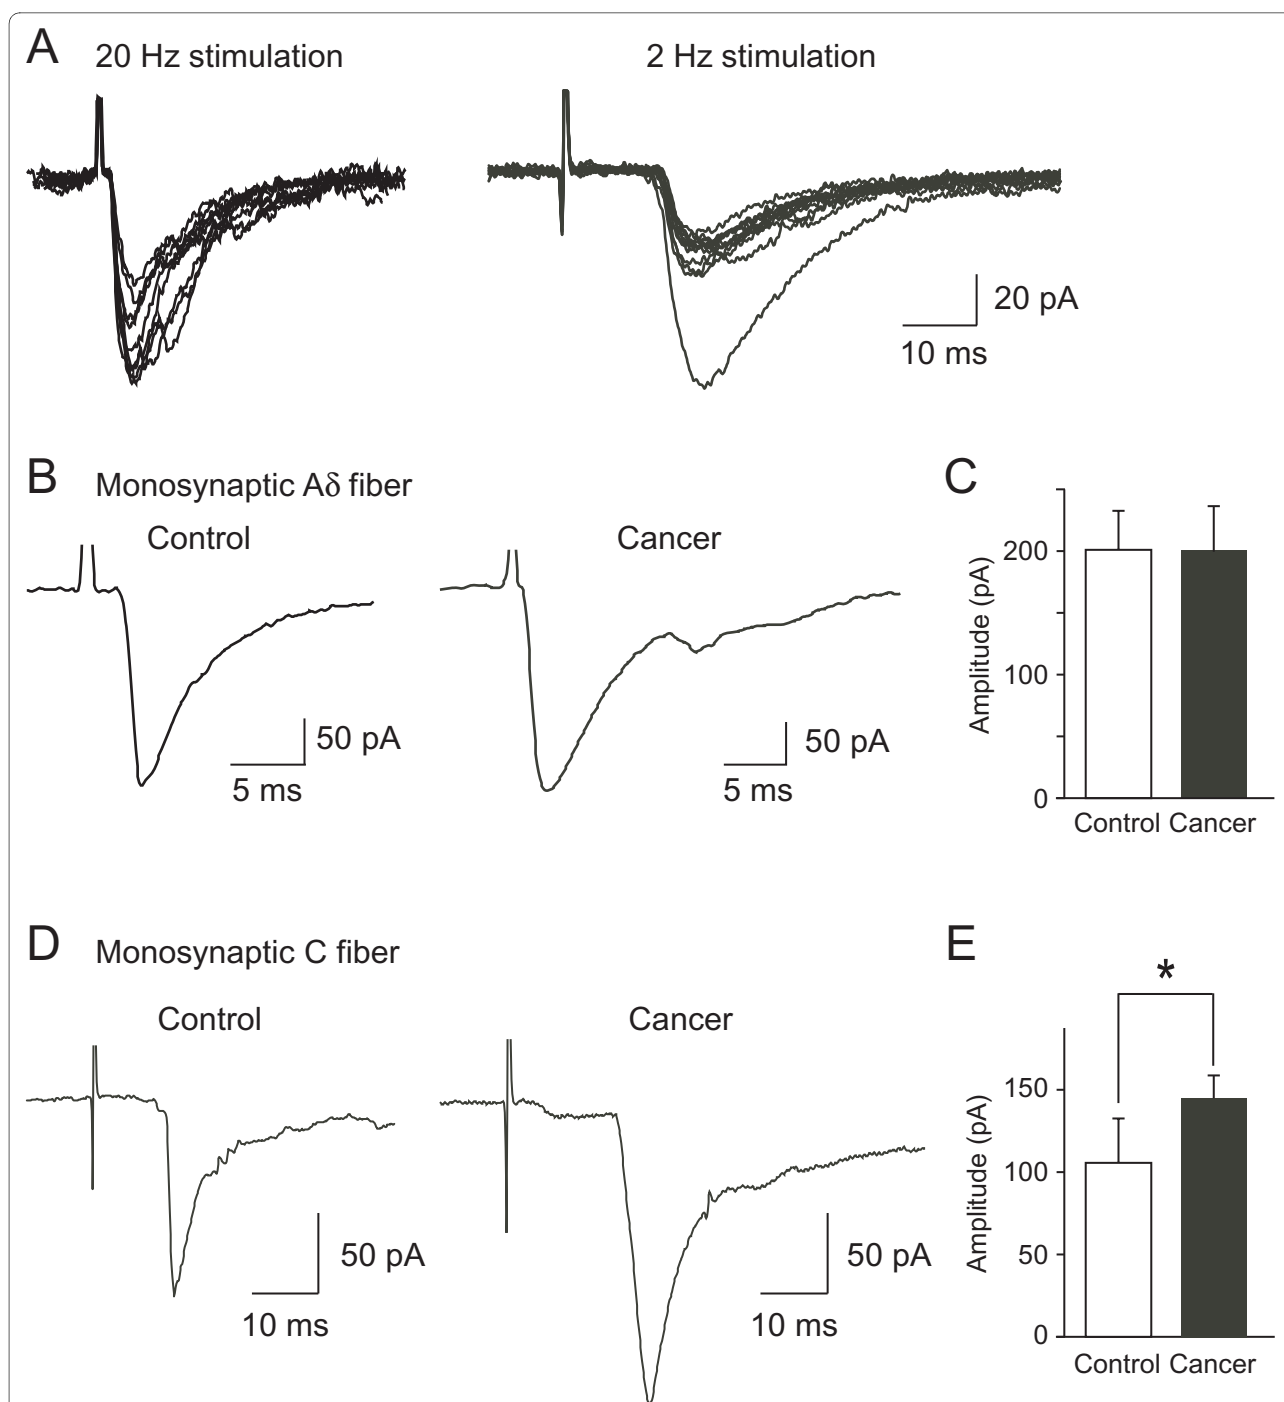 A
20 Hz stimulation
2 Hz stimulation
20 pA
10 ms
B
Monosynaptic Aδ fiber
Control
Cancer
50 pA
5 ms
50 pA
5 ms
C
Amplitude (pA)
200
100
0
Control Cancer
D
Monosynaptic C fiber
Control
Cancer
50 pA
10 ms
50 pA
10 ms
E
*
Amplitude (pA)
150
100
50
0
Control Cancer